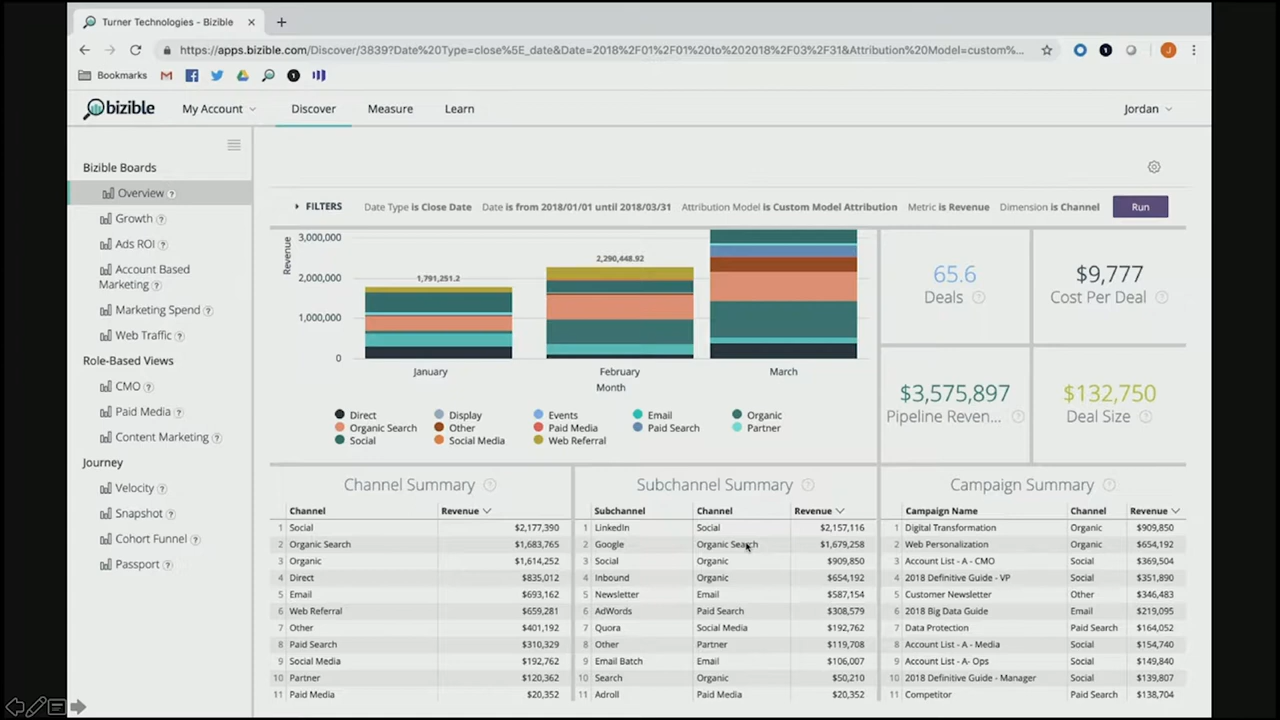 Turner Technologies - Bizible
https://apps.bizible.com/Discover/3839?Date%20Type=close%5E_date&Date=2018%2F01%2F01%20to%202018%2F03%2F31&Attribution%20Model=custom%...
J
Bookmarks
bizible
My Account
Discover
Measure
Learn
Jordan
Bizible Boards
Overview ?
Growth ?
Ads ROI ?
Account Based
Marketing ?
Marketing Spend ?
Web Traffic ?
Role-Based Views
CMO ?
Paid Media ?
Content Marketing ?
Journey
Velocity ?
Snapshot ?
Cohort Funnel ?
Passport ?
FILTERS Date Type is Close Date Date is from 2018/01/01 until 2018/03/31 Attribution Model is Custom Model Attribution Metric is Revenue Dimension is Channel Run
Revenue
3,000,000
2,000,000
1,000,000
0
1,791,251.2
2,290,448.92
January February March
Month
Direct Display Events Email Organic
Organic Search Other Paid Media Paid Search Partner
Social Social Media Web Referral
65.6
Deals ?
$9,777
Cost Per Deal ?
$3,575,897
Pipeline Reven... ?
$132,750
Deal Size ?
Channel Summary ?
Channel Revenue
1 Social $2,177,390
2 Organic Search $1,683,765
3 Organic $1,614,252
4 Direct $835,012
5 Email $693,162
6 Web Referral $659,281
7 Other $401,192
8 Paid Search $310,329
9 Social Media $192,762
10 Partner $120,362
11 Paid Media $20,352
Subchannel Summary ?
Subchannel Channel Revenue
1 LinkedIn Social $2,157,116
2 Google Organic Search $1,679,258
3 Social Organic $909,850
4 Inbound Organic $654,192
5 Newsletter Email $587,154
6 AdWords Paid Search $308,579
7 Quora Social Media $192,762
8 Other Partner $119,708
9 Email Batch Email $106,007
10 Search Organic $50,210
11 Adroll Paid Media $20,352
Campaign Summary ?
Campaign Name Channel Revenue
1 Digital Transformation Organic $909,850
2 Web Personalization Organic $654,192
3 Account List - A - CMO Social $369,504
4 2018 Definitive Guide - VP Social $351,890
5 Customer Newsletter Other $346,483
6 2018 Big Data Guide Email $219,095
7 Data Protection Paid Search $164,052
8 Account List - A - Media Social $154,740
9 Account List - A- Ops Social $149,840
10 2018 Definitive Guide - Manager Social $139,807
11 Competitor Paid Search $138,704